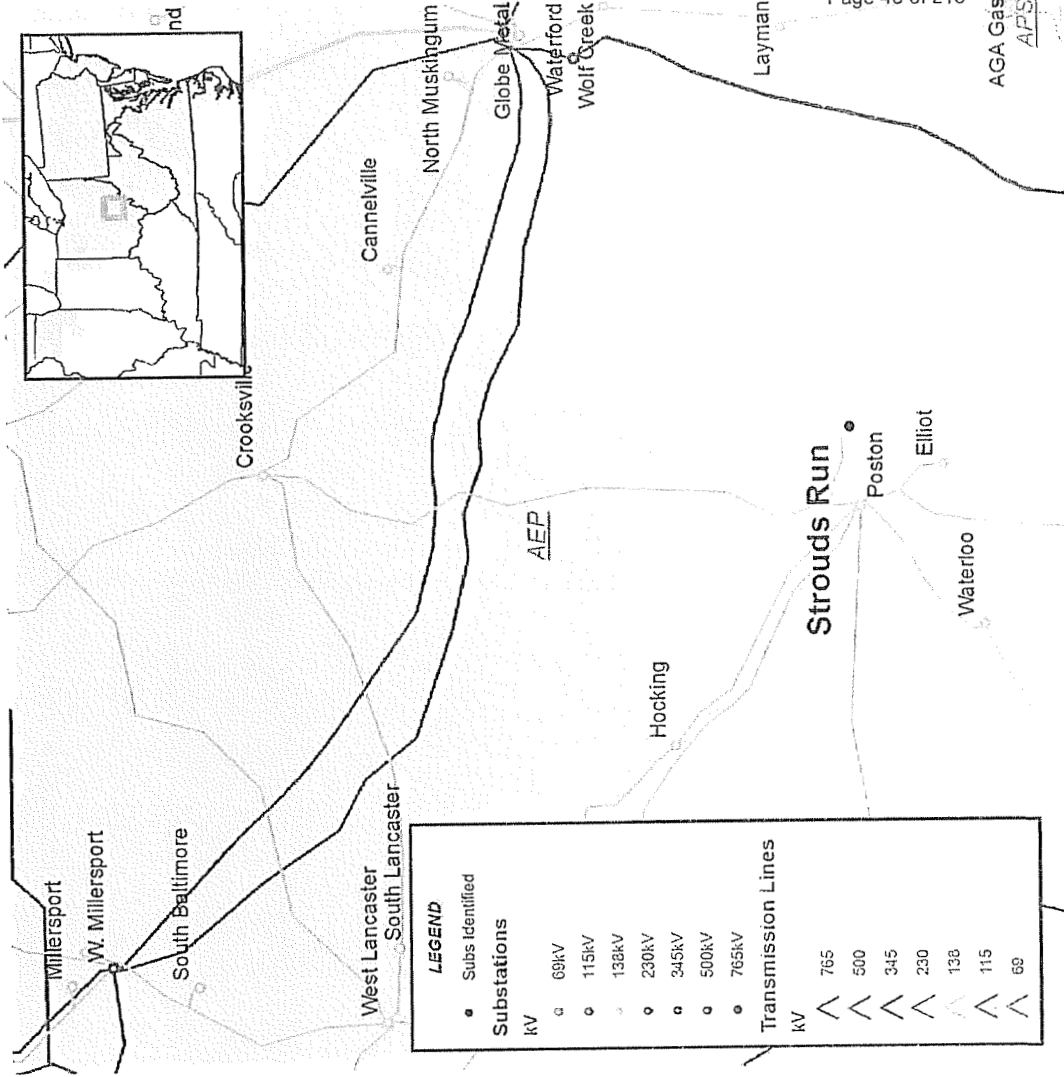 Page 46 of 216
nd
North Muskingum
Globe Metal
Waterford
Wolf Creek
Layman
AGA Gas
APS
Cannelville
Crooksville
AEP
Strouds Run
Poston
Elliot
Waterloo
Hocking
Millersport
W. Millersport
South Baltimore
West Lancaster
South Lancaster
LEGEND
Subs Identified
Substations
kV
69kV
115kV
138kV
230kV
345kV
500kV
765kV
Transmission Lines
kV
765
500
345
230
138
115
69